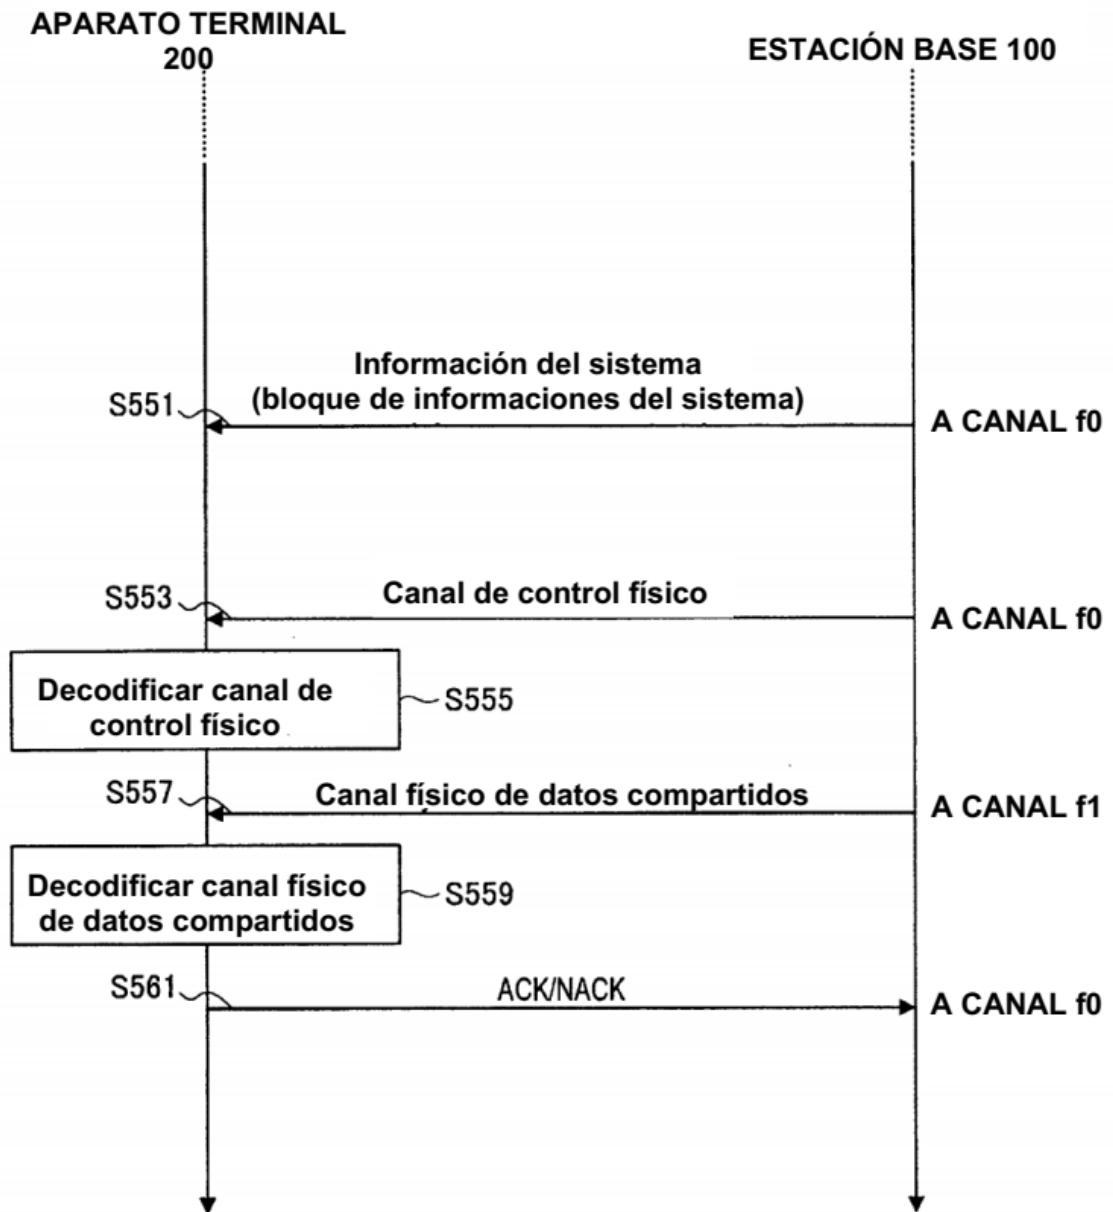 APARATO TERMINAL
200
ESTACIÓN BASE 100
Información del sistema
(bloque de informaciones del sistema)
S551
A CANAL f0
Canal de control físico
S553
A CANAL f0
Decodificar canal de
control físico
S555
Canal físico de datos compartidos
S557
A CANAL f1
Decodificar canal físico
de datos compartidos
S559
S561
ACK/NACK
A CANAL f0